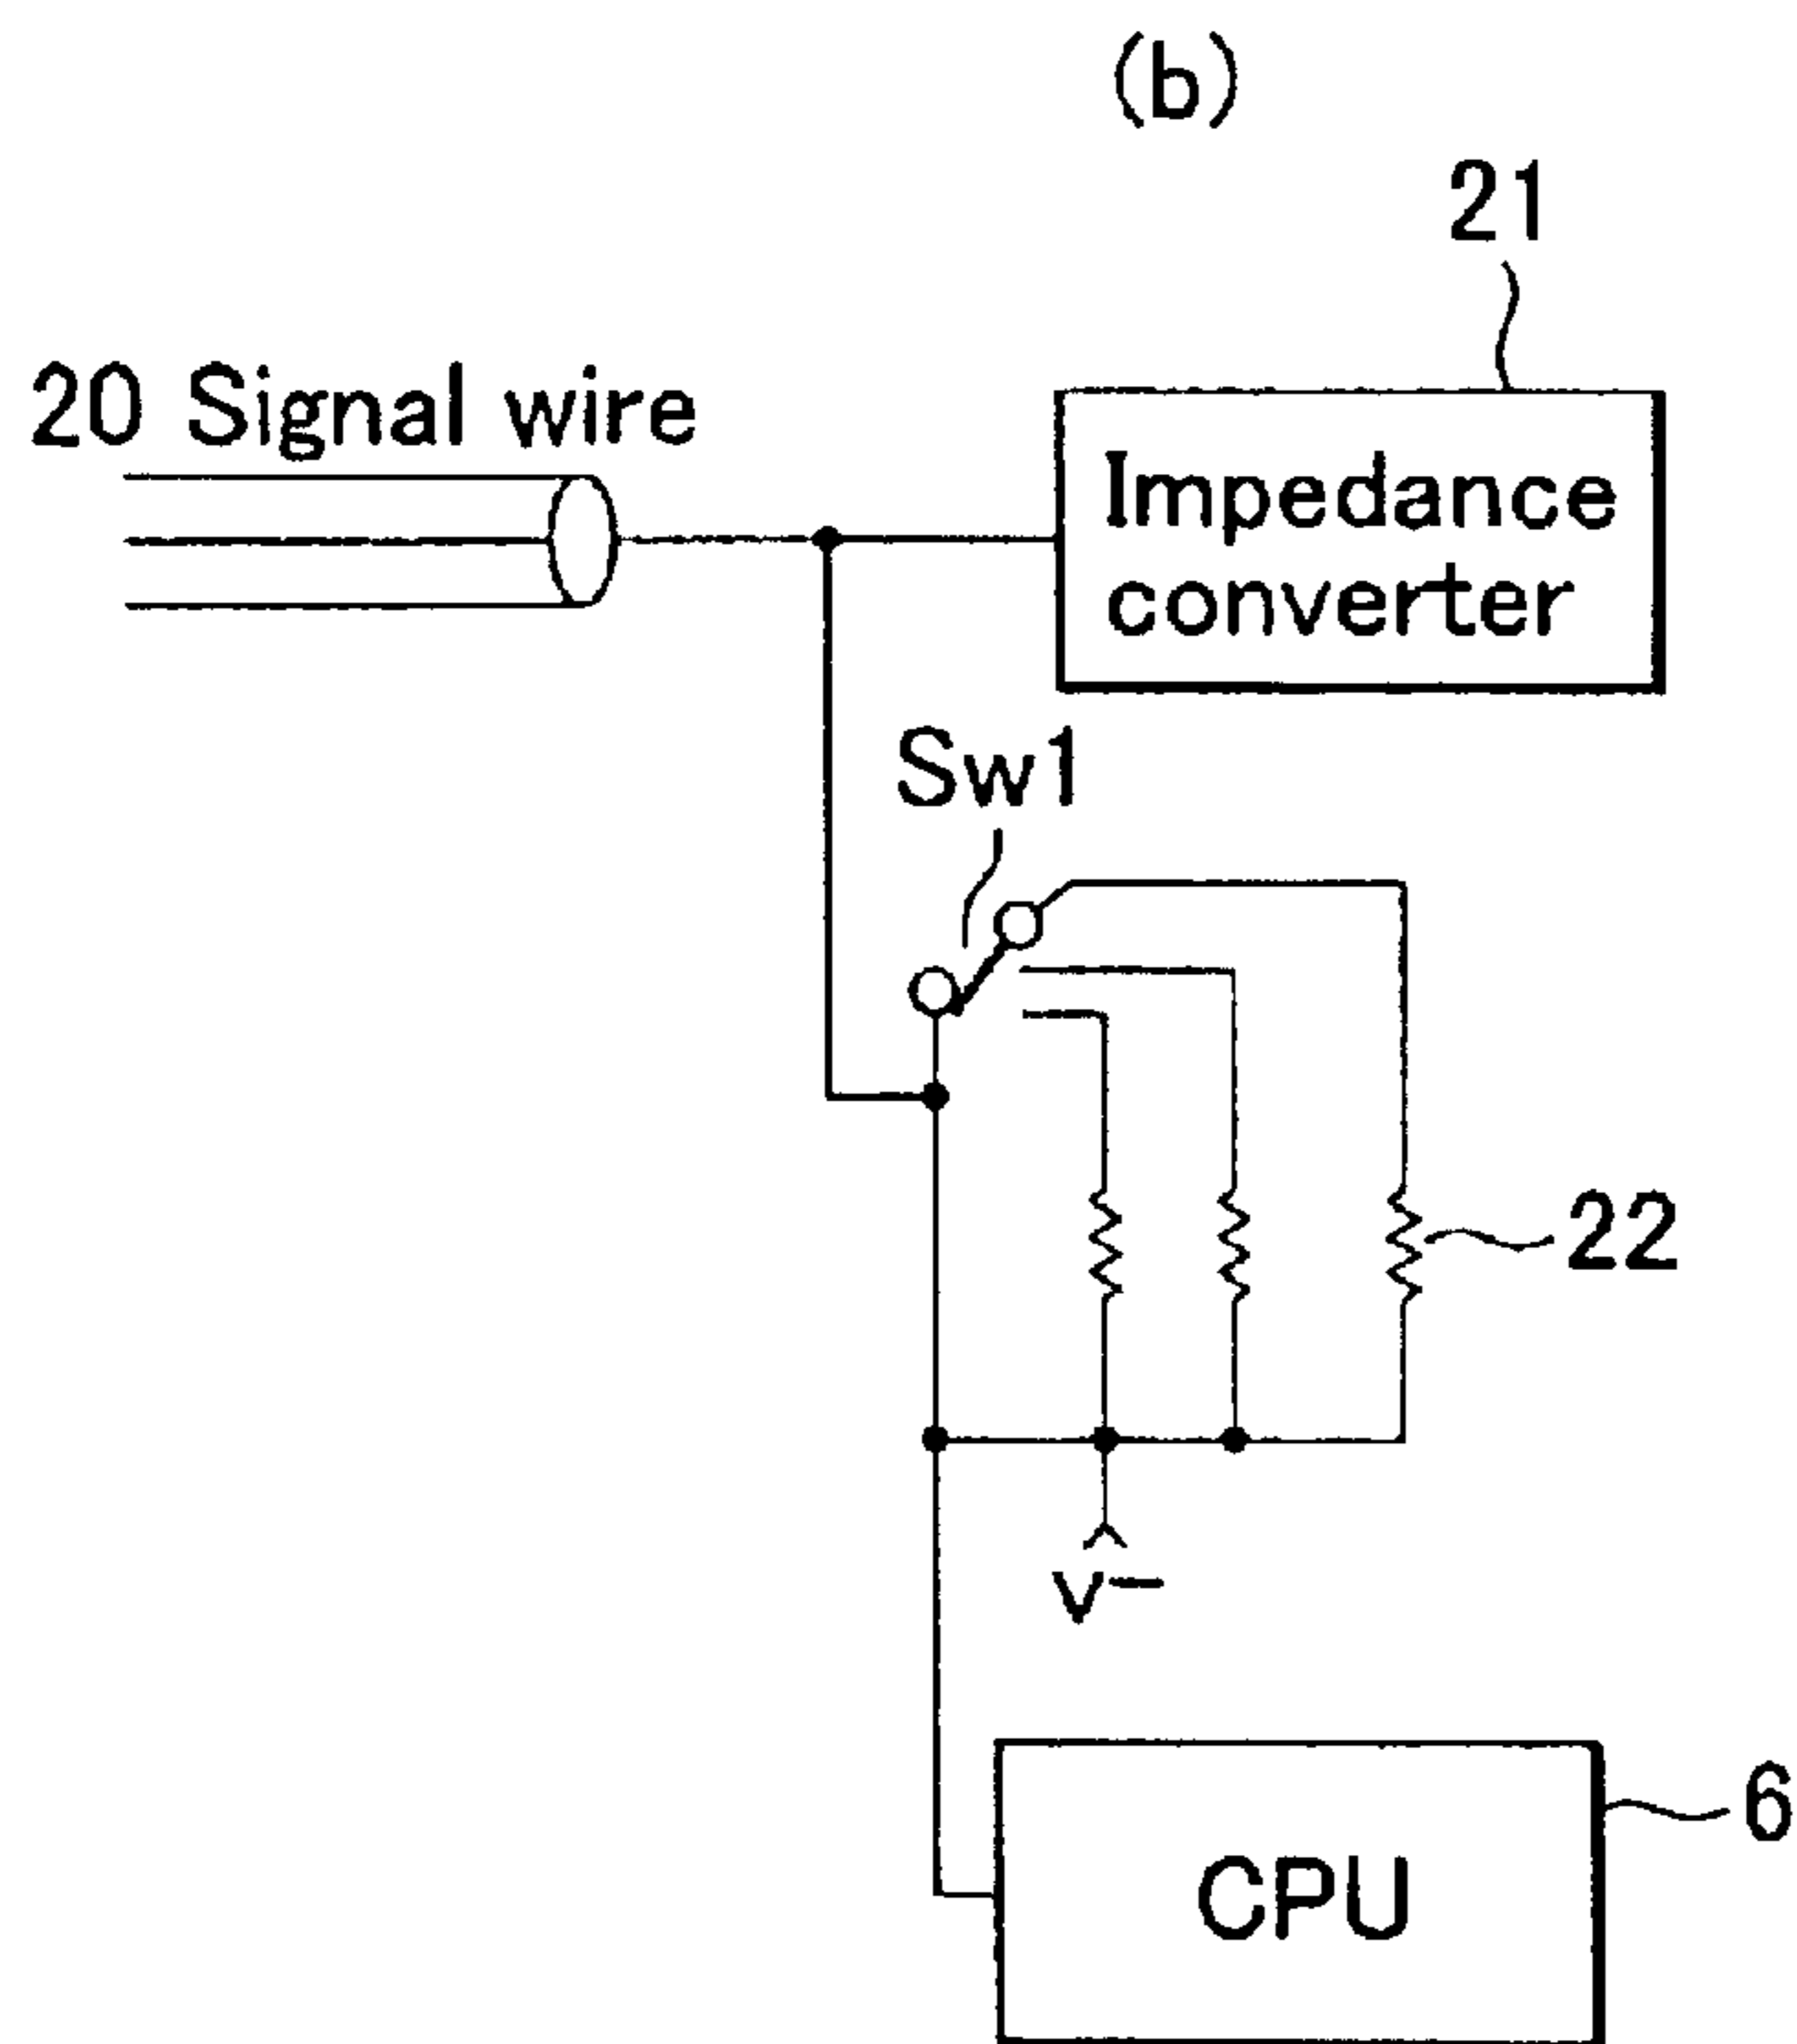 (b)
21
20 Signal wire
Impedance
converter
Sw1
22
v−
6
CPU